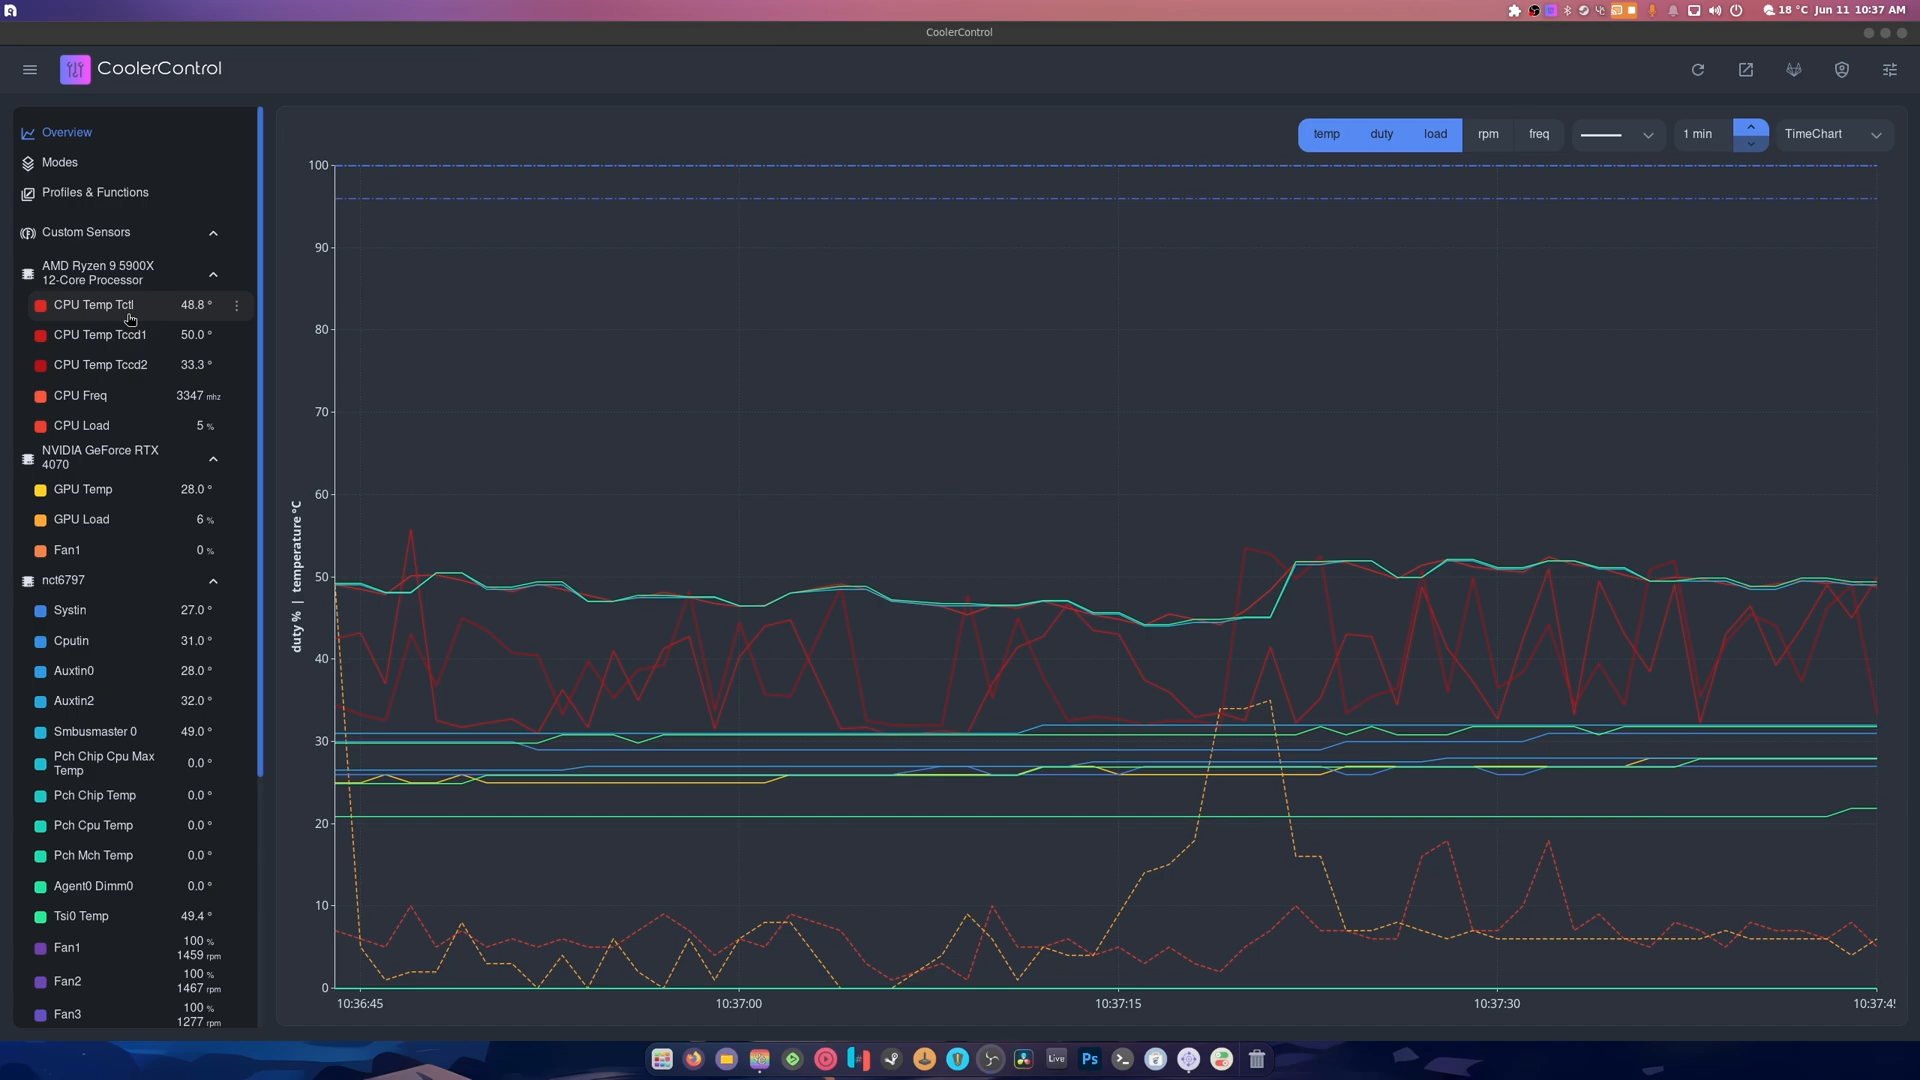 18 °C Jun 11 10:37 AM
CoolerControl
CoolerControl
Overview
Modes
Profiles & Functions
Custom Sensors
AMD Ryzen 9 5900X
12-Core Processor
CPU Temp Tctl 48.8 °
CPU Temp Tccd1 50.0 °
CPU Temp Tccd2 33.3 °
CPU Freq 3347 mhz
CPU Load 5 %
NVIDIA GeForce RTX
4070
GPU Temp 28.0 °
GPU Load 6 %
Fan1 0 %
nct6797
Systin 27.0 °
Cputin 31.0 °
Auxtin0 28.0 °
Auxtin2 32.0 °
Smbusmaster 0 49.0 °
Pch Chip Cpu Max
Temp 0.0 °
Pch Chip Temp 0.0 °
Pch Cpu Temp 0.0 °
Pch Mch Temp 0.0 °
Agent0 Dimm0 0.0 °
Tsi0 Temp 49.4 °
Fan1 100 %
1459 rpm
Fan2 100 %
1467 rpm
Fan3 100 %
1277 rpm
temp duty load rpm freq 1 min TimeChart
duty % | temperature °C
100
90
80
70
60
50
40
30
20
10
0
10:36:45 10:37:00 10:37:15 10:37:30 10:37:4
Live Ps